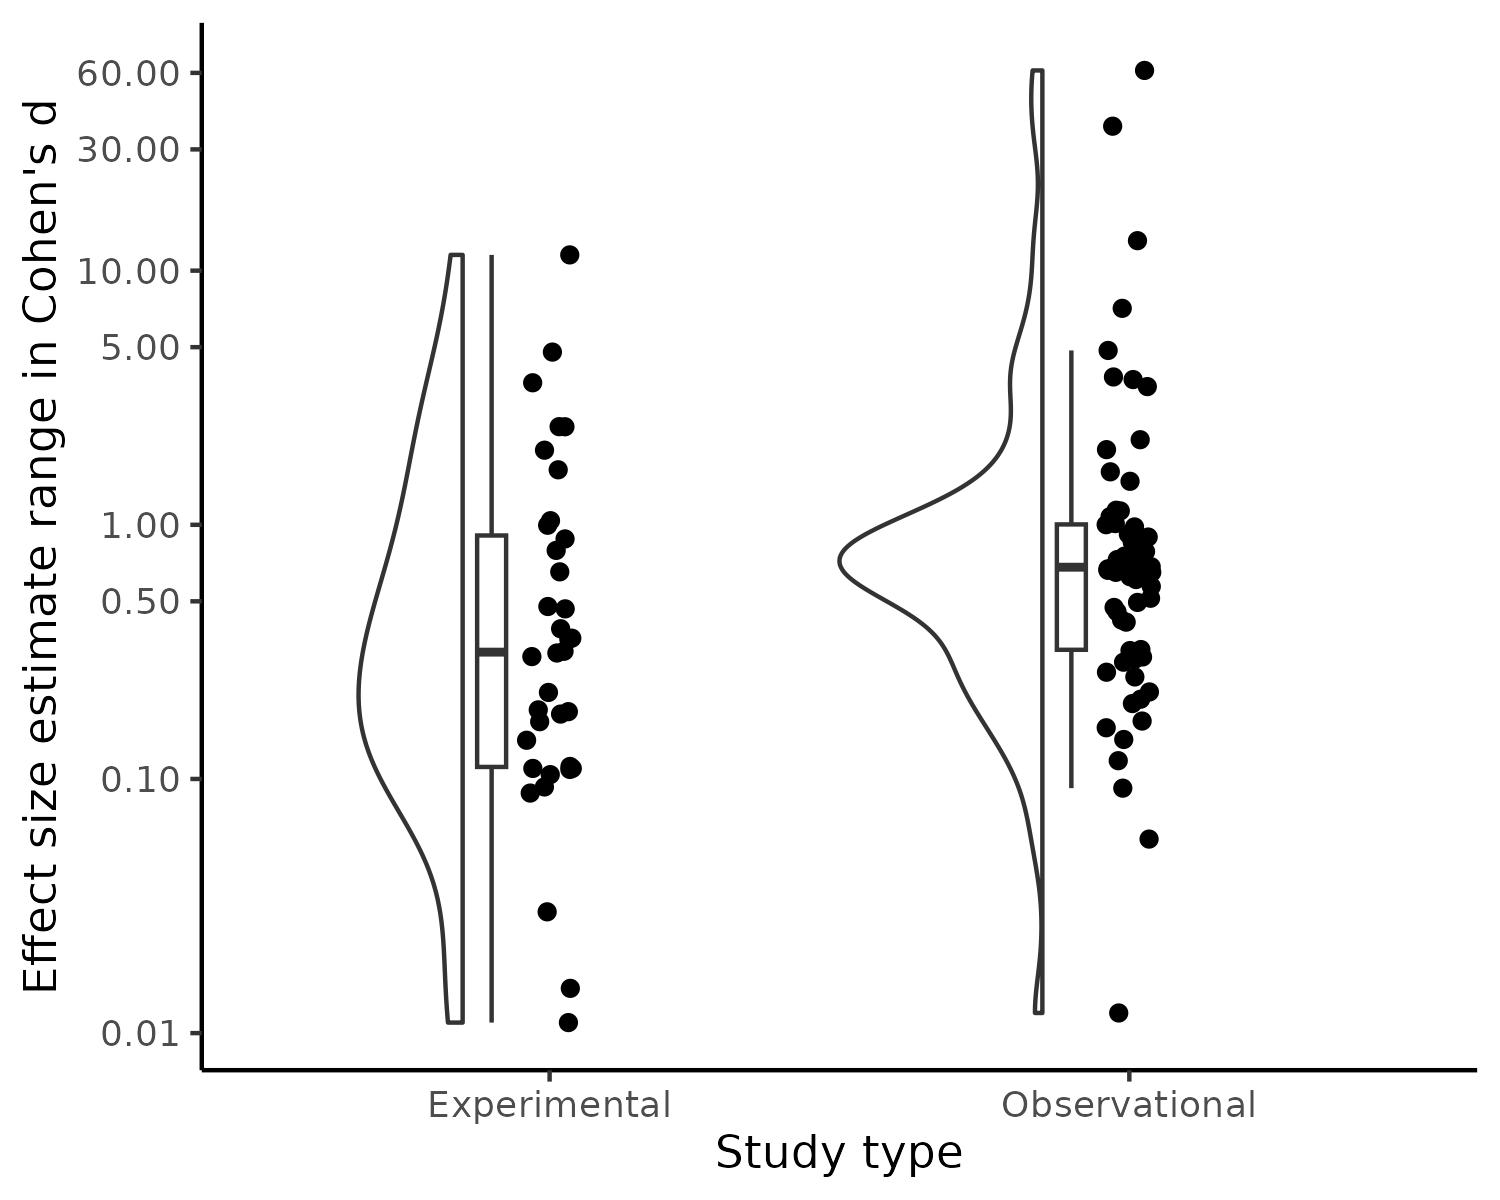 Effect size estimate range in Cohen's d
60.00
30.00
10.00
5.00
1.00
0.50
0.10
0.01
Experimental
Observational
Study type